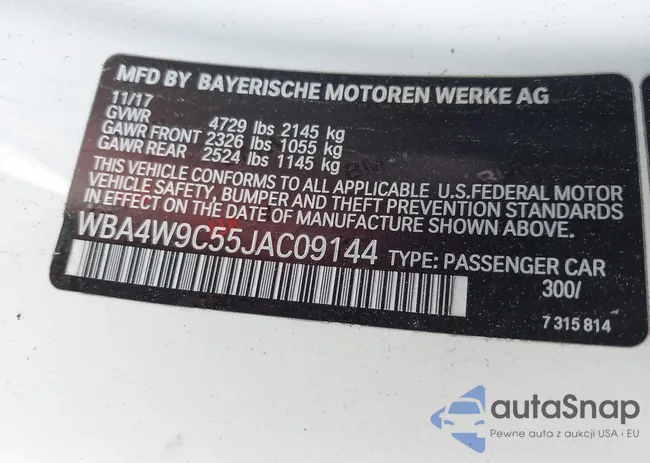 MFD BY BAYERISCHE MOTOREN WERKE AG
11/17
GVWR 4729 lbs 2145 kg
GAWR FRONT 2326 lbs 1055 kg
GAWR REAR 2524 lbs 1145 kg
THIS VEHICLE CONFORMS TO ALL APPLICABLE U.S.FEDERAL MOTOR
VEHICLE SAFETY, BUMPER AND THEFT PREVENTION STANDARDS
IN EFFECT ON THE DATE OF MANUFACTURE SHOWN ABOVE.
WBA4W9C55JAC09144 TYPE: PASSENGER CAR
300/
7 315 814
autaSnap
Pewne auta z aukcji USA i EU